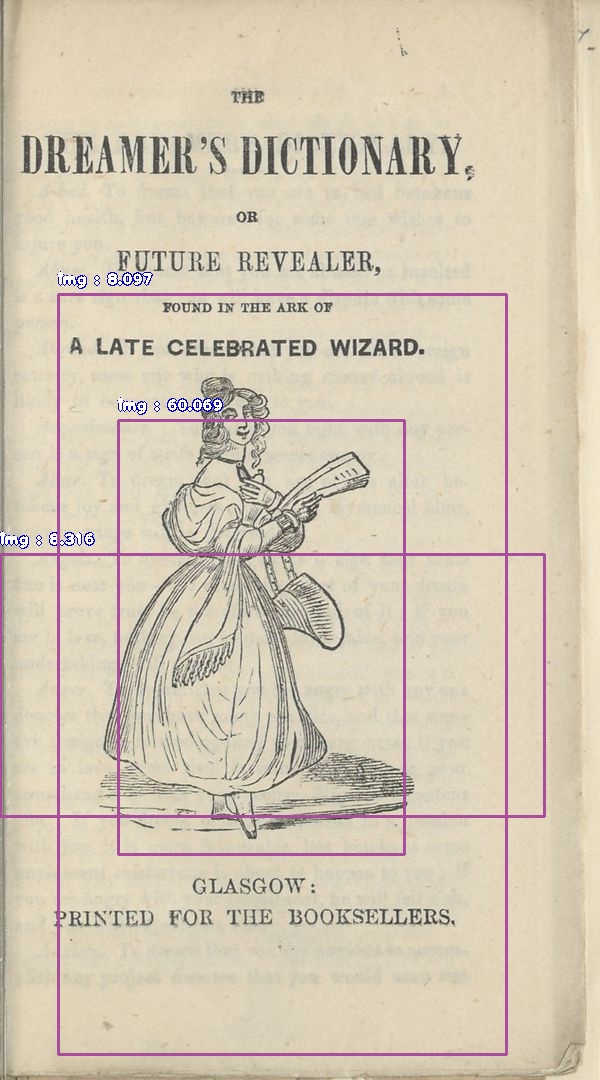 THE
DREAMER'S DICTIONARY,
OR
FUTURE REVEALER,
FOUND IN THE ARK OF
A LATE CELEBRATED WIZARD.
GLASGOW:
PRINTED FOR THE BOOKSELLERS.
img : 8.097
img : 60.069
img : 8.316